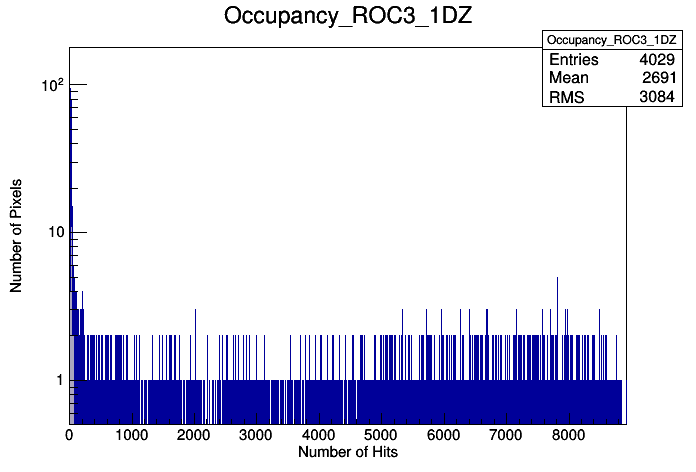 Occupancy_ROC3_1DZ
Occupancy_ROC3_1DZ
Entries 4029
Mean 2691
RMS 3084
10²
10
1
Number of Pixels
0 1000 2000 3000 4000 5000 6000 7000 8000
Number of Hits